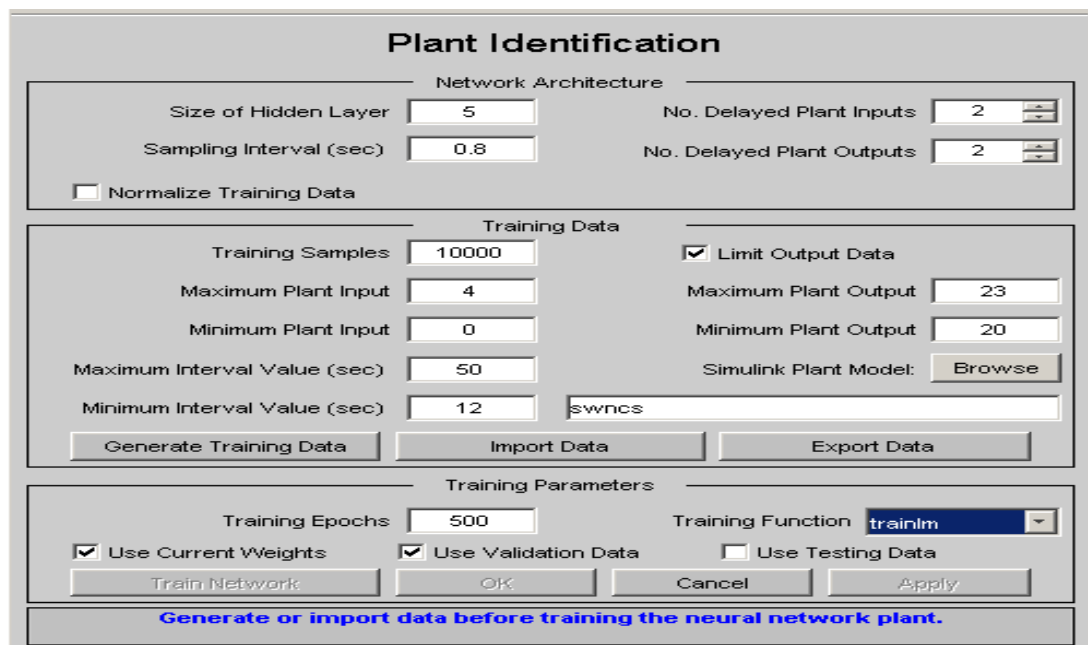 Plant Identification
Network Architecture
Size of Hidden Layer 5 No. Delayed Plant Inputs 2
Sampling Interval (sec) 0.8 No. Delayed Plant Outputs 2
Normalize Training Data
Training Data
Training Samples 10000 Limit Output Data
Maximum Plant Input 4 Maximum Plant Output 23
Minimum Plant Input 0 Minimum Plant Output 20
Maximum Interval Value (sec) 50 Simulink Plant Model: Browse
Minimum Interval Value (sec) 12 swncs
Generate Training Data Import Data Export Data
Training Parameters
Training Epochs 500 Training Function trainlm
Use Current Weights Use Validation Data Use Testing Data
Train Network OK Cancel Apply
Generate or import data before training the neural network plant.